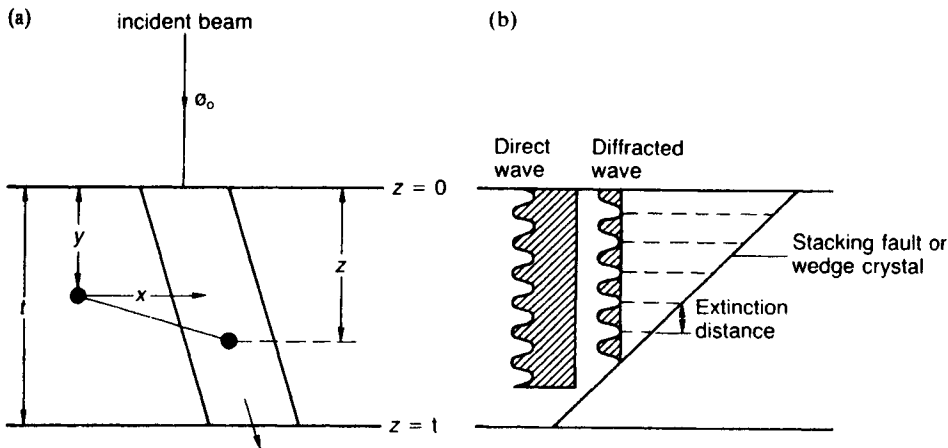 (a)
incident beam
ø₀
z = 0
y
z
t
x
z = t
(b)
Direct
wave
Diffracted
wave
Stacking fault or
wedge crystal
Extinction
distance